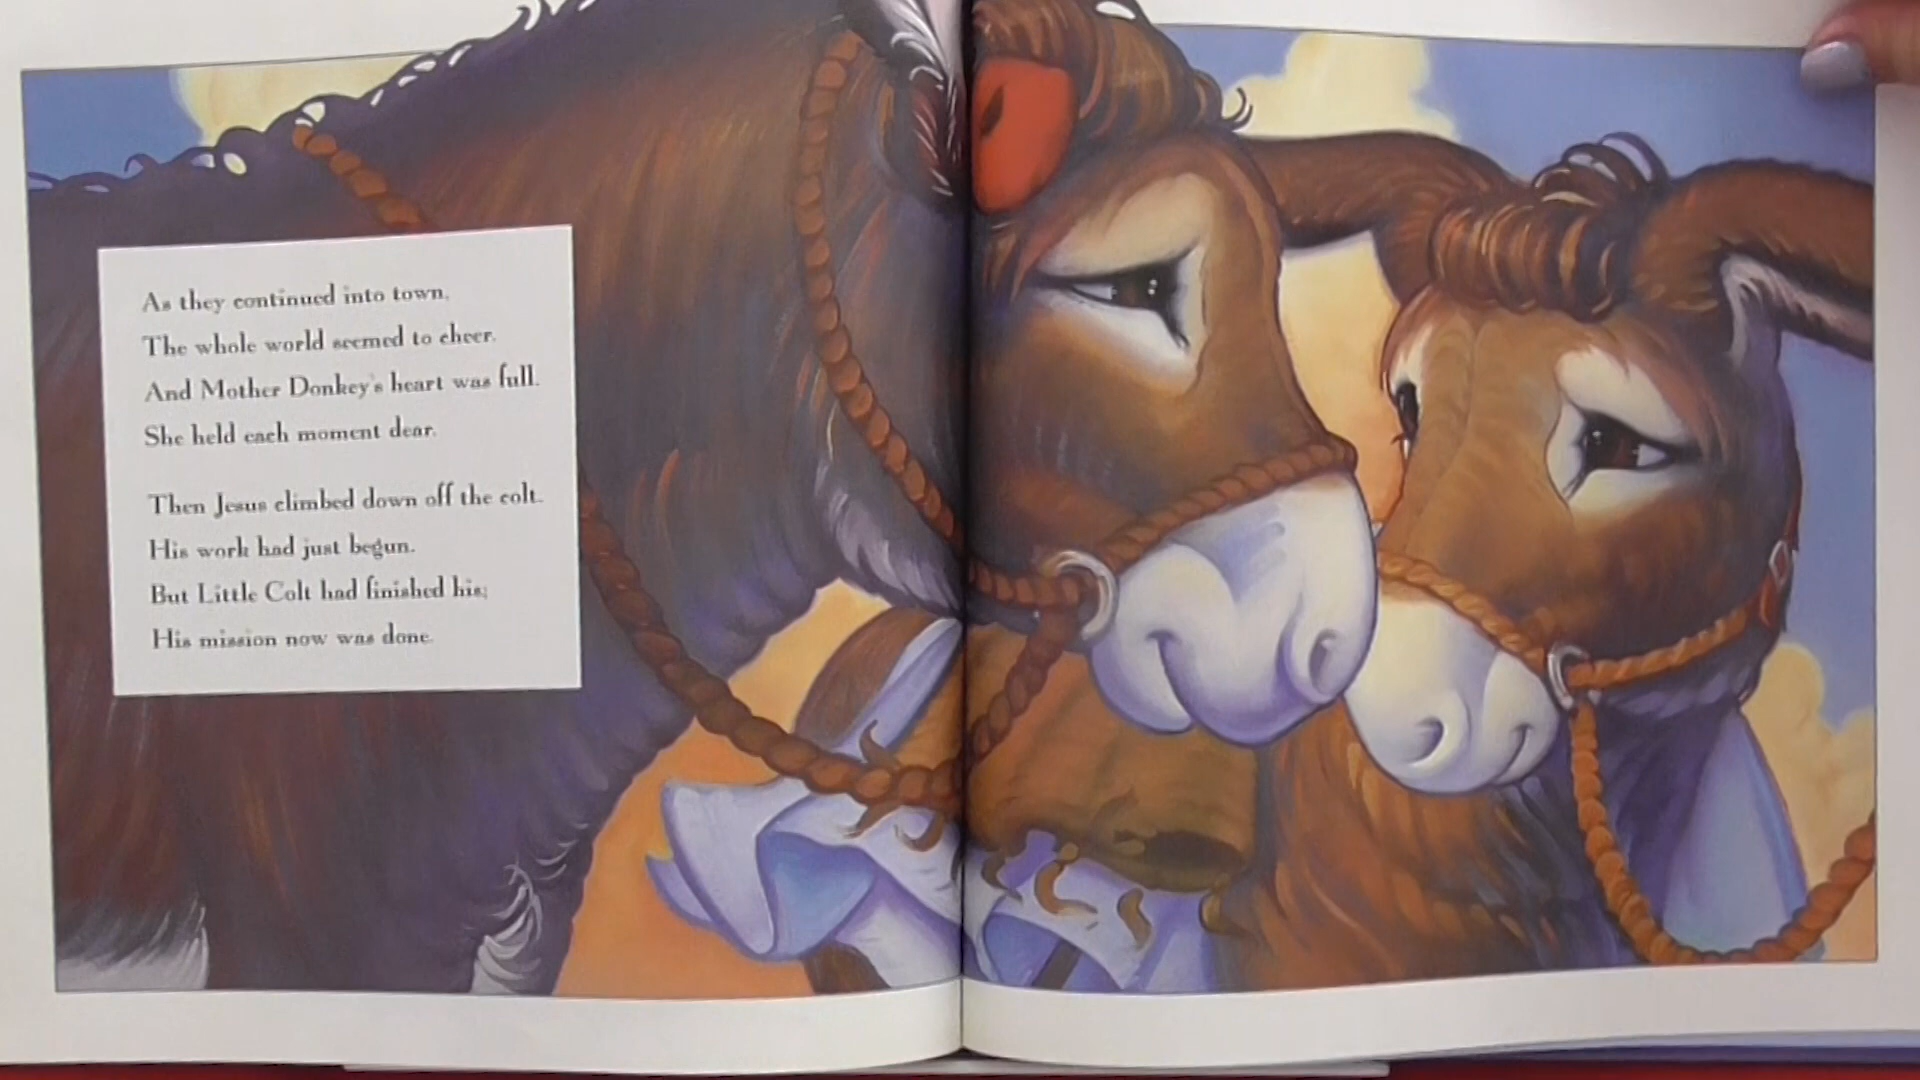 As they continued into town,
The whole world seemed to cheer.
And Mother Donkey's heart was full.
She held each moment dear.
Then Jesus climbed down off the colt.
His work had just begun.
But Little Colt had finished his;
His mission now was done.